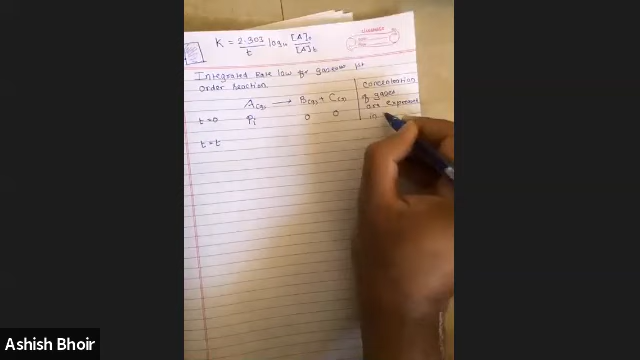 K = 2.303/t log₁₀ [A]₀/[A]t
Integrated Rate law of gaseous 1st
order Reaction
A(g) → B(g) + C(g)
t=0 Pi 0 0
t=t
concentration
of gases
are expressed
in
Ashish Bhoir